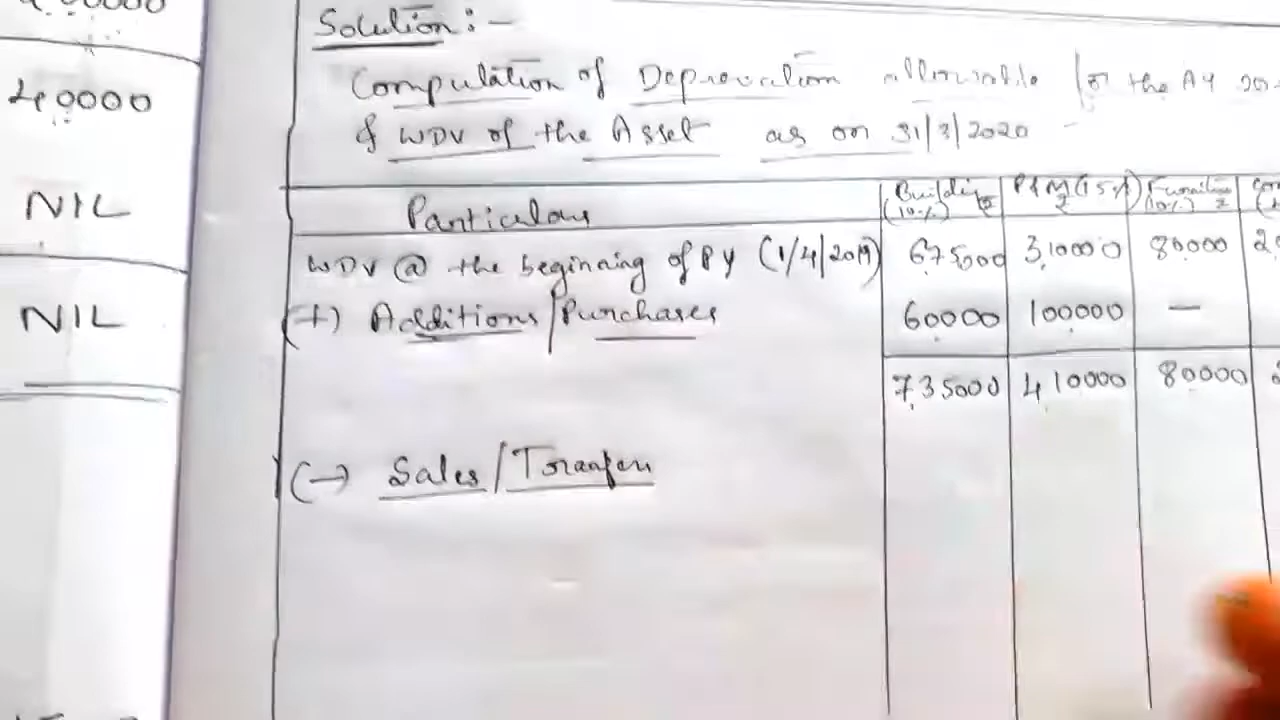 40000
NIL
NIL
Solution :-
Computation of Depreciation allowable for the AY
& WDV of the Asset as on 31/3/2020
Particulars Building (10%) ₹ P&M (15%) ₹ Furniture (10%) ₹
WDV @ the beginning of PY (1/4/2019) 675000 310000 80000
(+) Additions/Purchases 60000 100000 —
735000 410000 80000
(-) Sales/Transfers